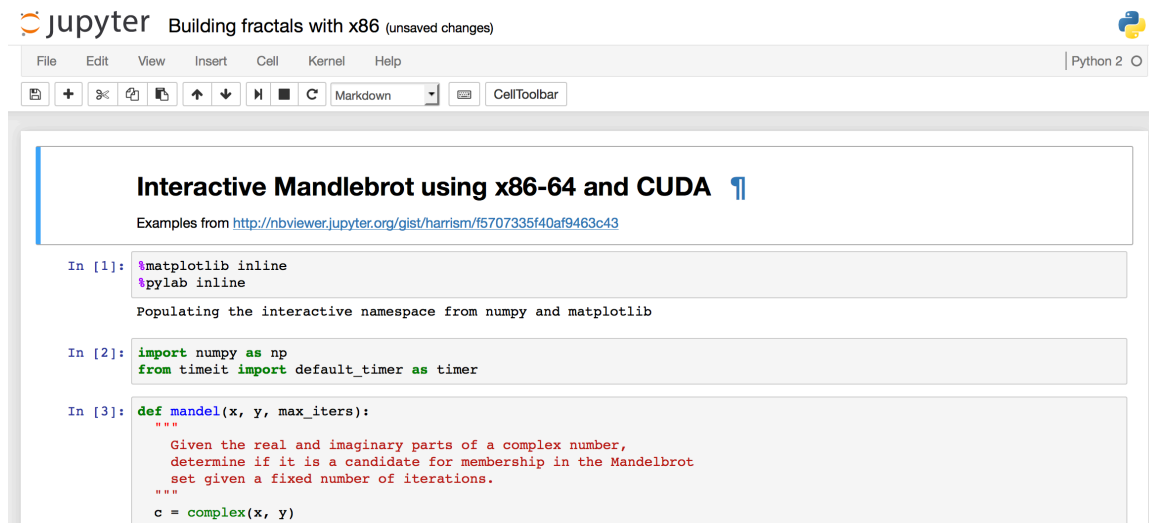 jupyter Building fractals with x86 (unsaved changes)
File Edit View Insert Cell Kernel Help Python 2
Markdown CellToolbar
Interactive Mandlebrot using x86-64 and CUDA ¶
Examples from http://nbviewer.jupyter.org/gist/harrism/f5707335f40af9463c43
In [1]: %matplotlib inline
%pylab inline
Populating the interactive namespace from numpy and matplotlib
In [2]: import numpy as np
from timeit import default_timer as timer
In [3]: def mandel(x, y, max_iters):
"""
Given the real and imaginary parts of a complex number,
determine if it is a candidate for membership in the Mandelbrot
set given a fixed number of iterations.
"""
c = complex(x, y)